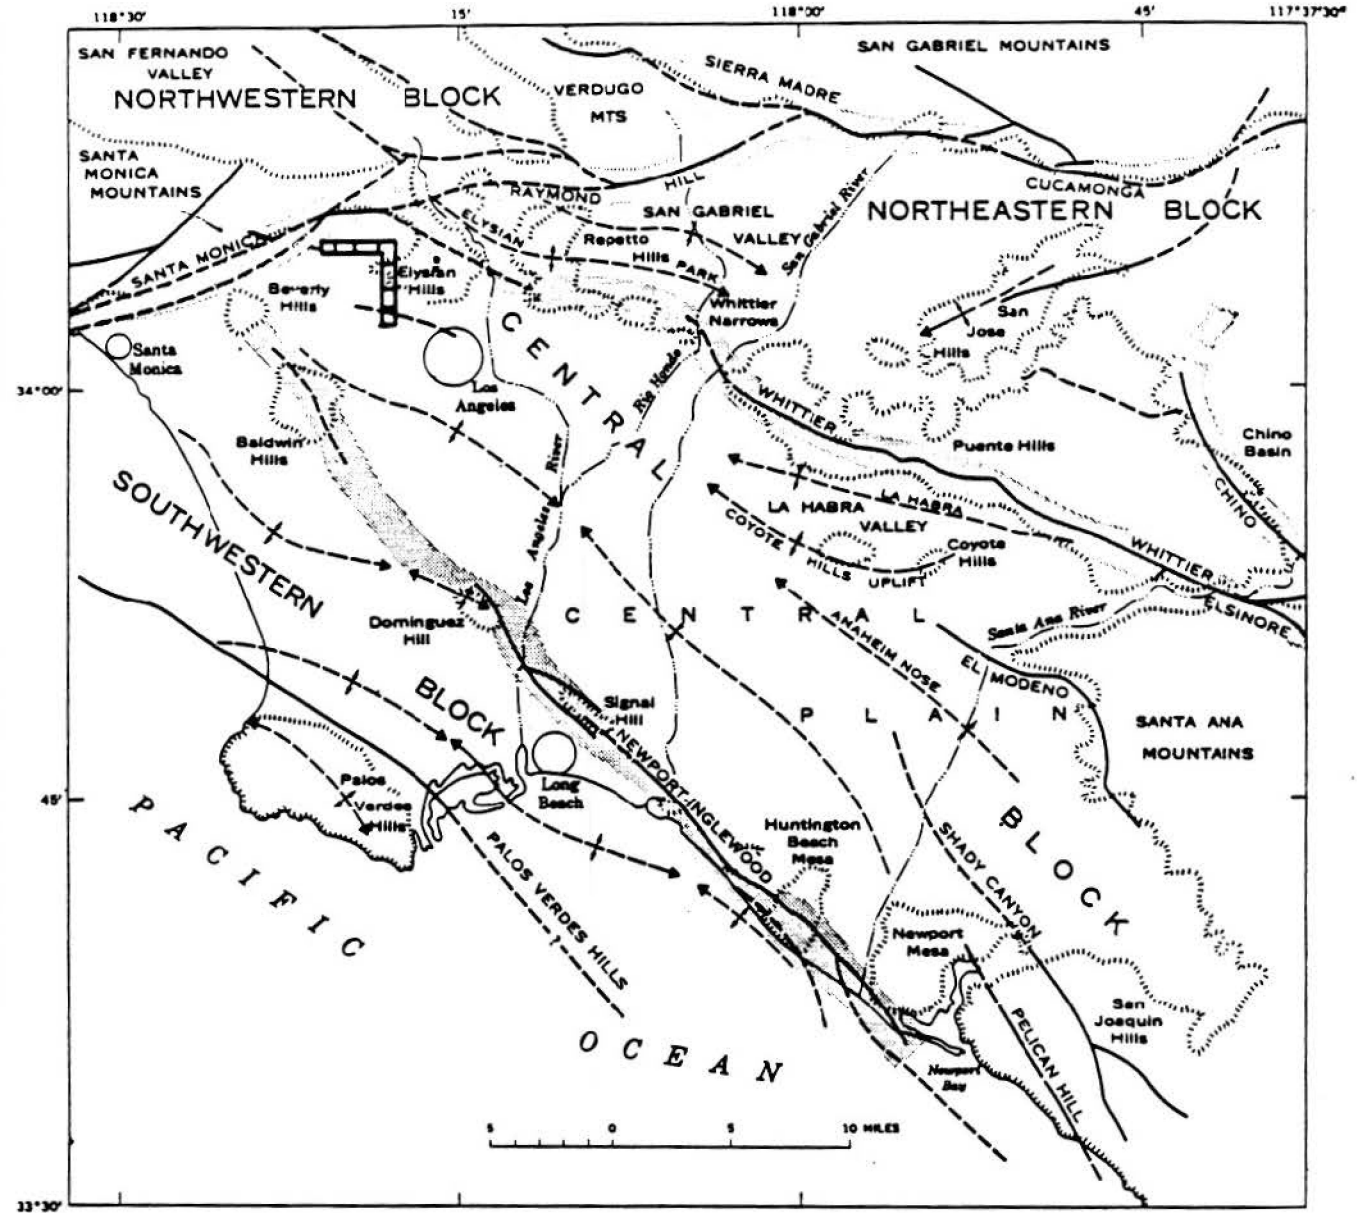 118°30'
15'
118°00'
45'
117°37'30"
SAN FERNANDO
VALLEY
NORTHWESTERN BLOCK
VERDUGO
MTS
SIERRA MADRE
SAN GABRIEL MOUNTAINS
SANTA
MONICA
MOUNTAINS
RAYMOND
HILL
CUCAMONGA
SAN GABRIEL
VALLEY
San Gabriel River
NORTHEASTERN BLOCK
SANTA MONICA
ELYSIAN
PARK
Repetto
Hills
Elysian
Hills
Beverly
Hills
Whittier
Narrows
San
Jose
Hills
Santa
Monica
Los
Angeles
34°00'
CENTRAL
Rio Hondo
WHITTIER
Puente Hills
Chino
Basin
CHINO
Baldwin
Hills
Los Angeles River
SOUTHWESTERN
LA HABRA
LA HABRA
VALLEY
COYOTE
HILLS
UPLIFT
Coyote
Hills
WHITTIER
ELSINORE
Dominguez
Hill
CENTRAL
ANAHEIM NOSE
Santa Ana River
EL MODENO
BLOCK
Signal
Hill
PLAIN
SANTA ANA
MOUNTAINS
NEWPORT-INGLEWOOD
Palos
Verdes
Hills
Long
Beach
45'
BLOCK
PACIFIC
PALOS VERDES HILLS
?
Huntington
Beach
Mesa
SHADY CANYON
Newport
Mesa
San
Joaquin
Hills
PELICAN HILL
OCEAN
Newport
Bay
5 0 5 10 MILES
33°30'